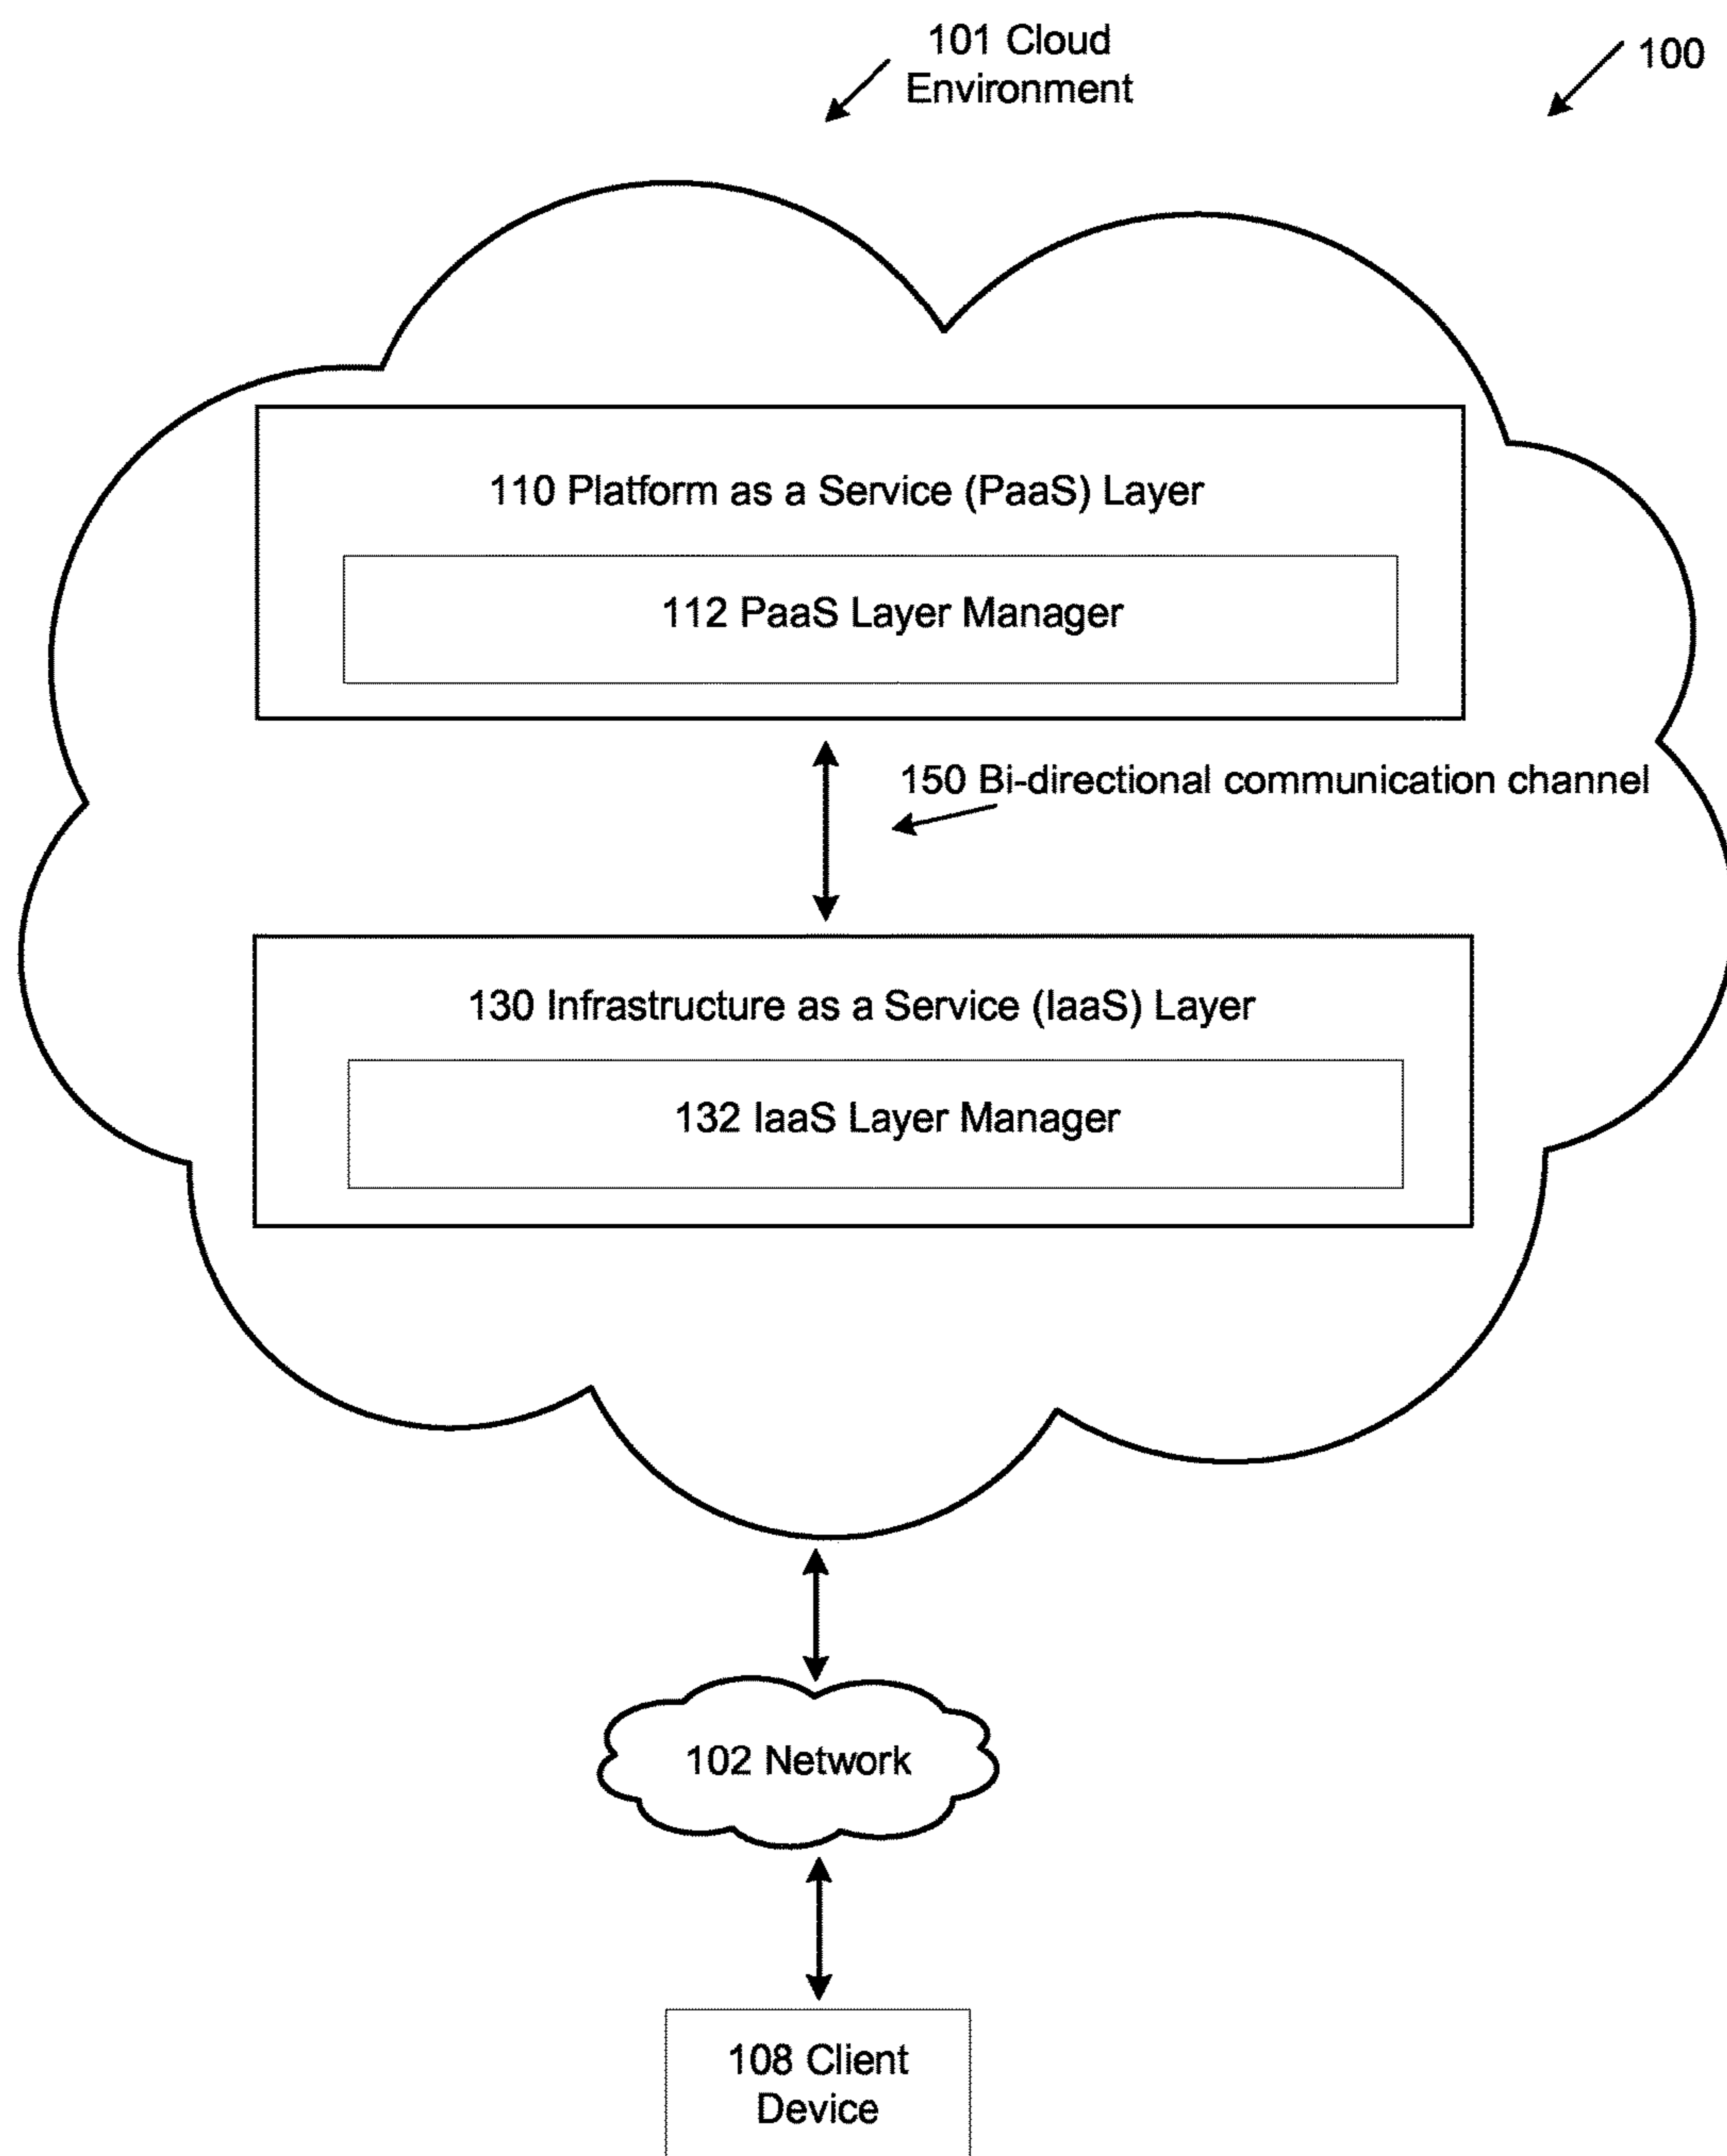 101 Cloud
Environment
100
110 Platform as a Service (PaaS) Layer
112 PaaS Layer Manager
150 Bi-directional communication channel
130 Infrastructure as a Service (IaaS) Layer
132 IaaS Layer Manager
102 Network
108 Client
Device